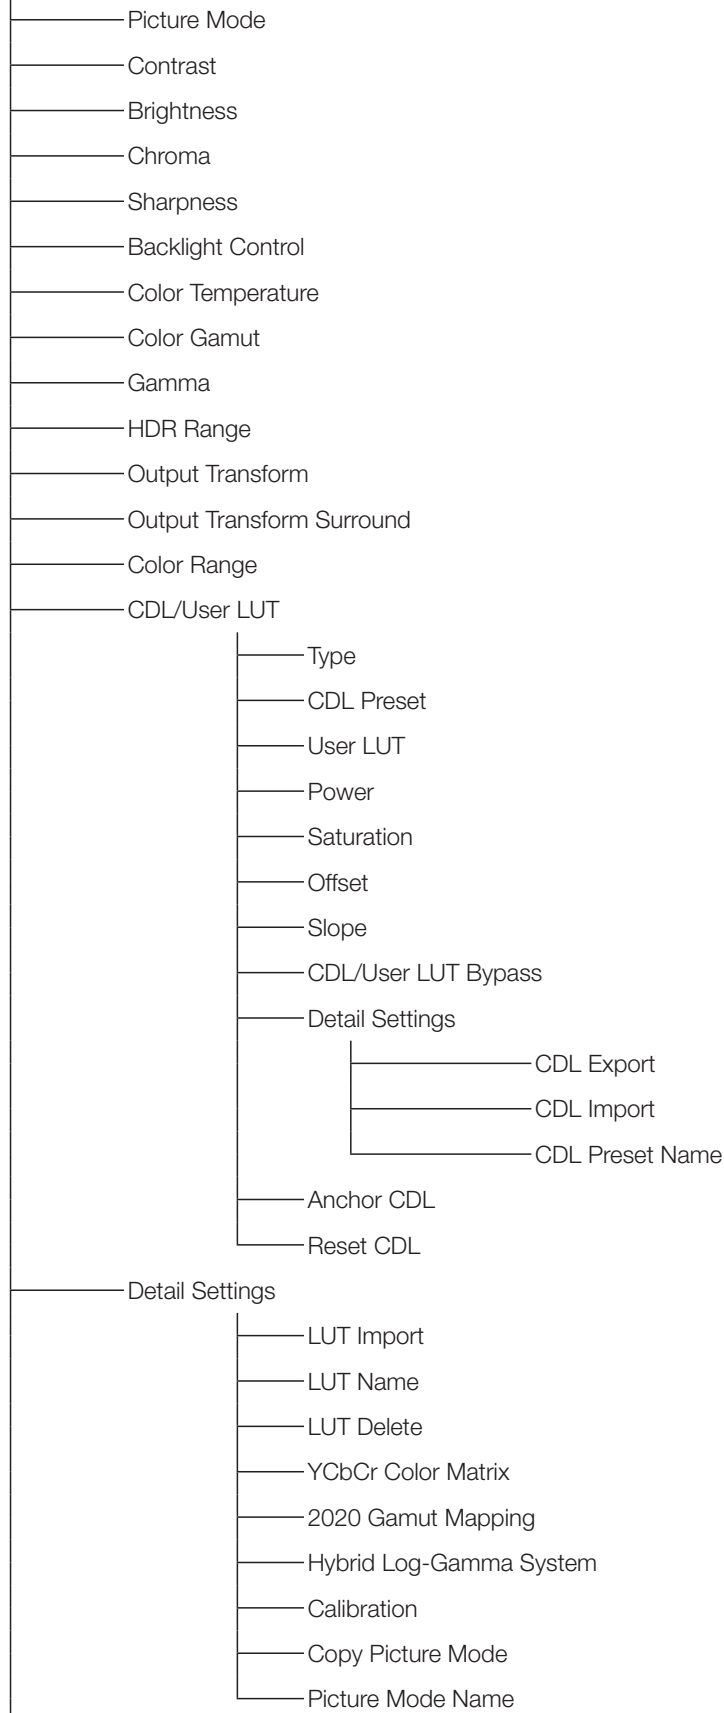 Picture Mode
Contrast
Brightness
Chroma
Sharpness
Backlight Control
Color Temperature
Color Gamut
Gamma
HDR Range
Output Transform
Output Transform Surround
Color Range
CDL/User LUT
Type
CDL Preset
User LUT
Power
Saturation
Offset
Slope
CDL/User LUT Bypass
Detail Settings
CDL Export
CDL Import
CDL Preset Name
Anchor CDL
Reset CDL
Detail Settings
LUT Import
LUT Name
LUT Delete
YCbCr Color Matrix
2020 Gamut Mapping
Hybrid Log-Gamma System
Calibration
Copy Picture Mode
Picture Mode Name